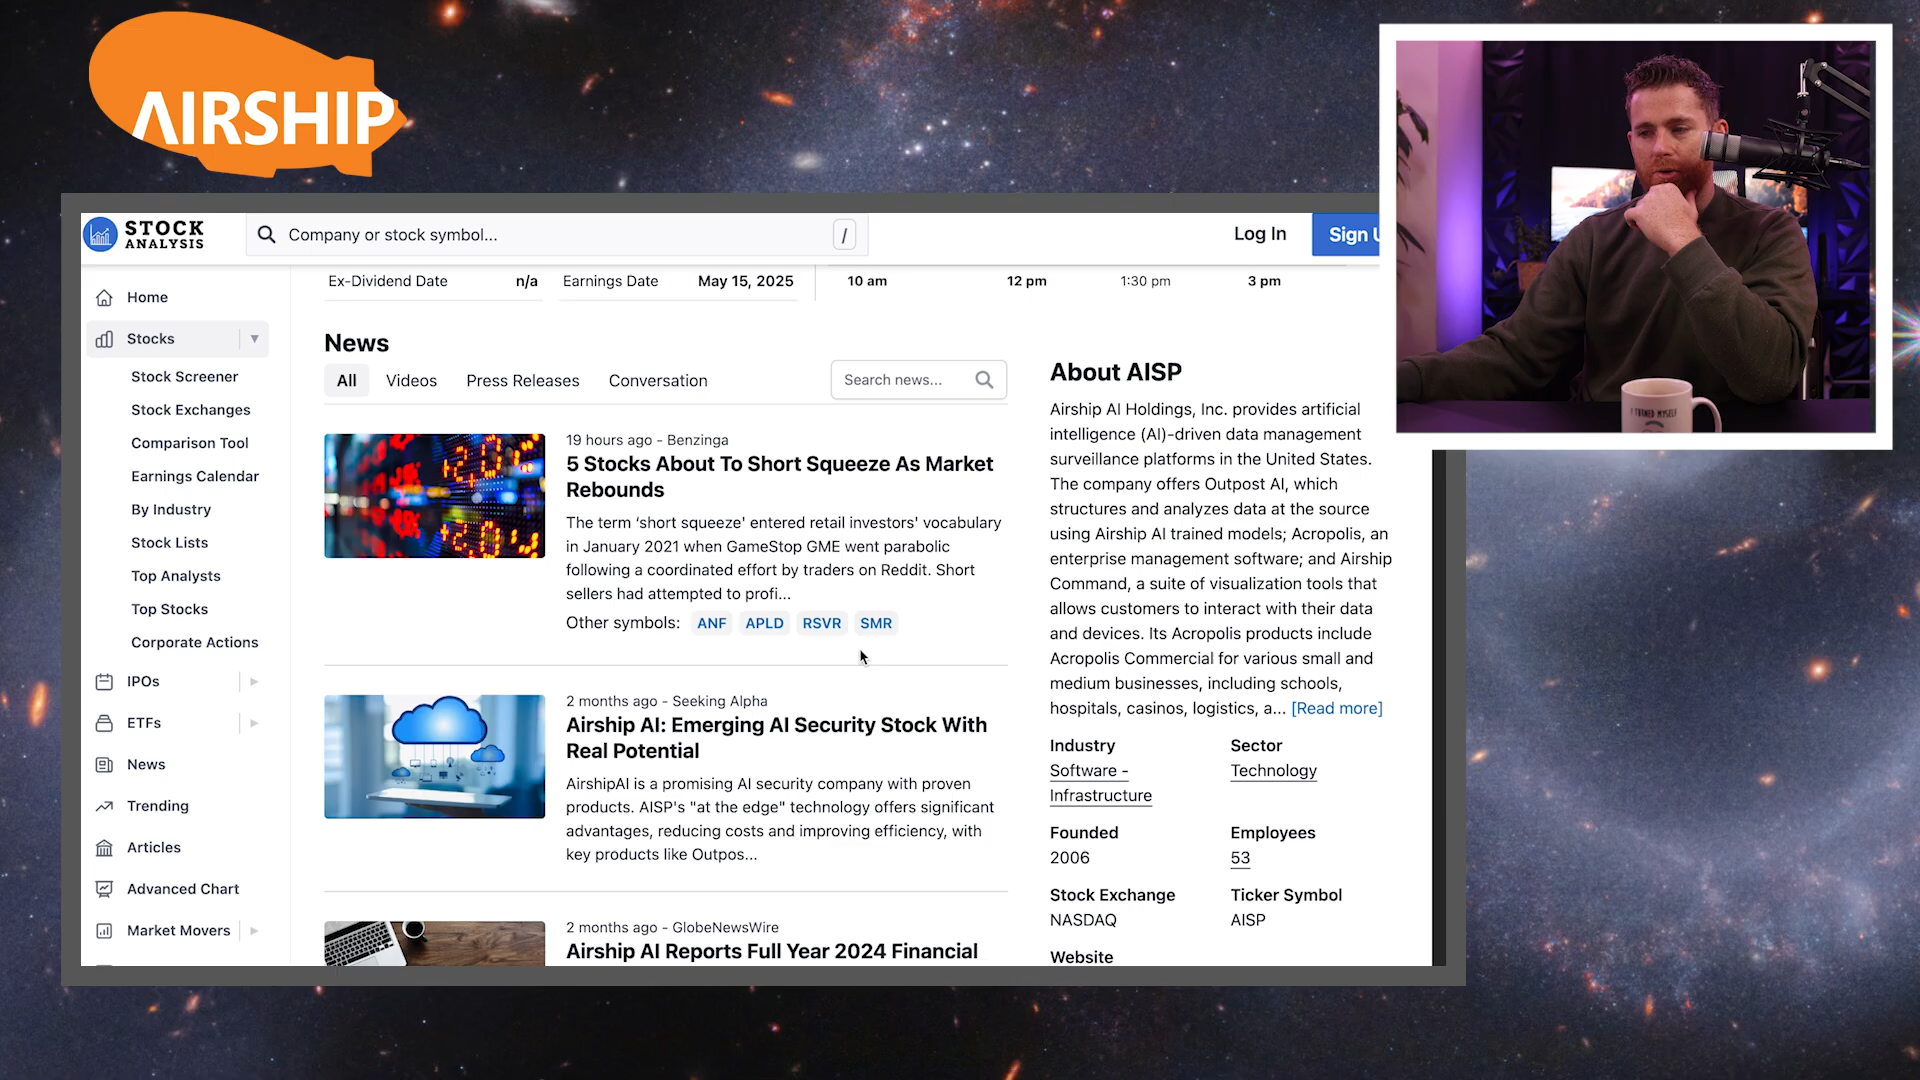 AIRSHIP
STOCK
ANALYSIS
Company or stock symbol...
/
Log In
Sign U
Home
Stocks
Stock Screener
Stock Exchanges
Comparison Tool
Earnings Calendar
By Industry
Stock Lists
Top Analysts
Top Stocks
Corporate Actions
IPOs
ETFs
News
Trending
Articles
Advanced Chart
Market Movers
Ex-Dividend Date n/a Earnings Date May 15, 2025
10 am 12 pm 1:30 pm 3 pm
News
All Videos Press Releases Conversation
Search news...
19 hours ago - Benzinga
5 Stocks About To Short Squeeze As Market
Rebounds
The term ‘short squeeze' entered retail investors' vocabulary
in January 2021 when GameStop GME went parabolic
following a coordinated effort by traders on Reddit. Short
sellers had attempted to profi...
Other symbols: ANF APLD RSVR SMR
2 months ago - Seeking Alpha
Airship AI: Emerging AI Security Stock With
Real Potential
AirshipAI is a promising AI security company with proven
products. AISP's "at the edge" technology offers significant
advantages, reducing costs and improving efficiency, with
key products like Outpos...
2 months ago - GlobeNewsWire
Airship AI Reports Full Year 2024 Financial
About AISP
Airship AI Holdings, Inc. provides artificial
intelligence (AI)-driven data management
surveillance platforms in the United States.
The company offers Outpost AI, which
structures and analyzes data at the source
using Airship AI trained models; Acropolis, an
enterprise management software; and Airship
Command, a suite of visualization tools that
allows customers to interact with their data
and devices. Its Acropolis products include
Acropolis Commercial for various small and
medium businesses, including schools,
hospitals, casinos, logistics, a... [Read more]
Industry Sector
Software - Technology
Infrastructure
Founded Employees
2006 53
Stock Exchange Ticker Symbol
NASDAQ AISP
Website
I TURNED MYSELF